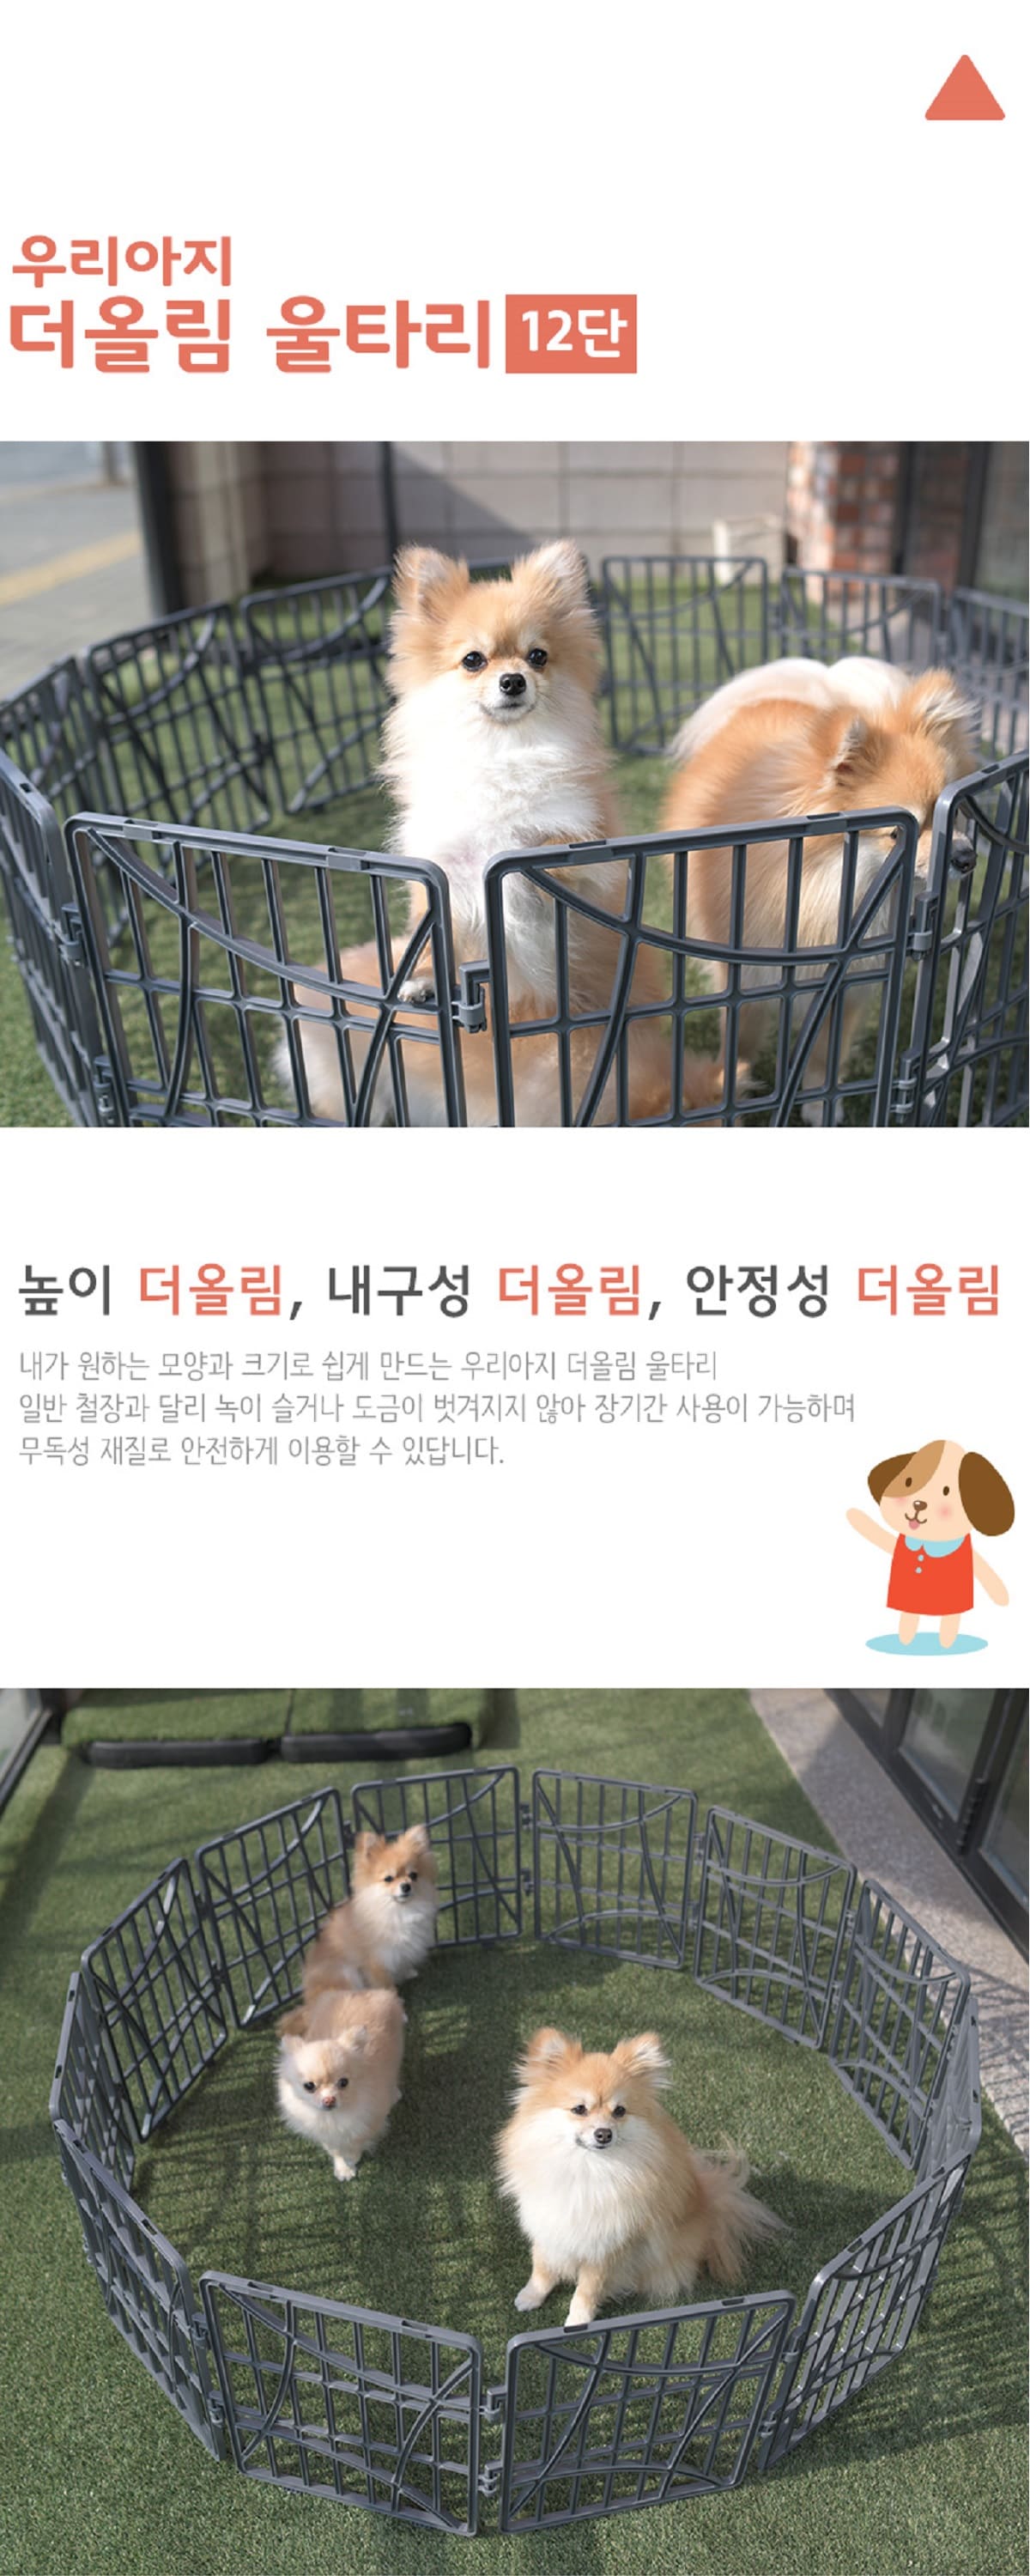 우리아지
더올림 울타리 12단
높이 더올림, 내구성 더올림, 안정성 더올림
내가 원하는 모양과 크기로 쉽게 만드는 우리아지 더올림 울타리
일반 철장과 달리 녹이 슬거나 도금이 벗겨지지 않아 장기간 사용이 가능하며
무독성 재질로 안전하게 이용할 수 있답니다.